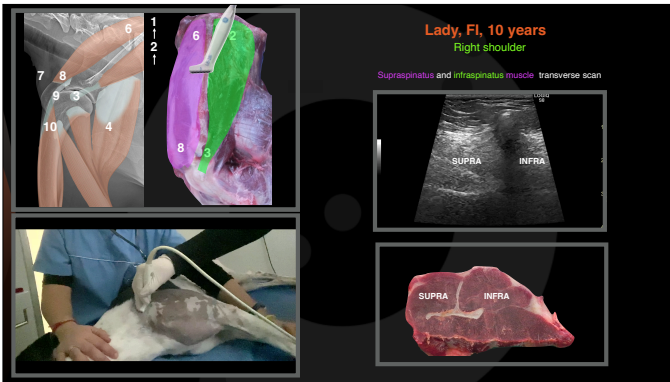 Lady, FI, 10 years
Right shoulder
Supraspinatus and infraspinatus muscle transverse scan
1
2
6
7
8
9
3
10
4
6
2
8
3
LOGIQ
SUPRA
INFRA
SUPRA
INFRA